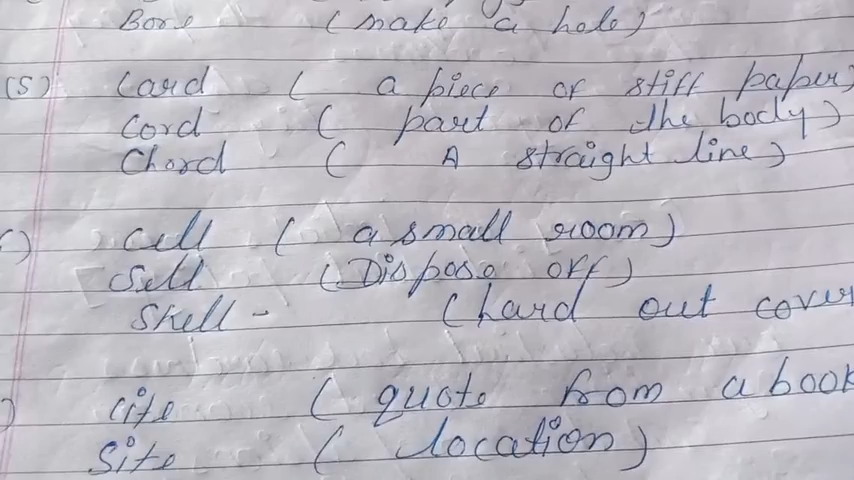 Bore (make a hole)
(5) Card ( a piece of stiff paper)
Cord ( part of the body)
Chord ( A straight line)
) cell ( a small room)
Sell (Dispose off)
Shell - (hard out cover
) cite ( quote from a book
Site ( location)